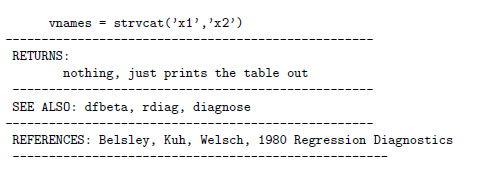 vnames = strvcat('x1','x2')
--------------------------------------------------
RETURNS:
nothing, just prints the table out
--------------------------------------------------
SEE ALSO: dfbeta, rdiag, diagnose
--------------------------------------------------
REFERENCES: Belsley, Kuh, Welsch, 1980 Regression Diagnostics
----------------------------------------------------